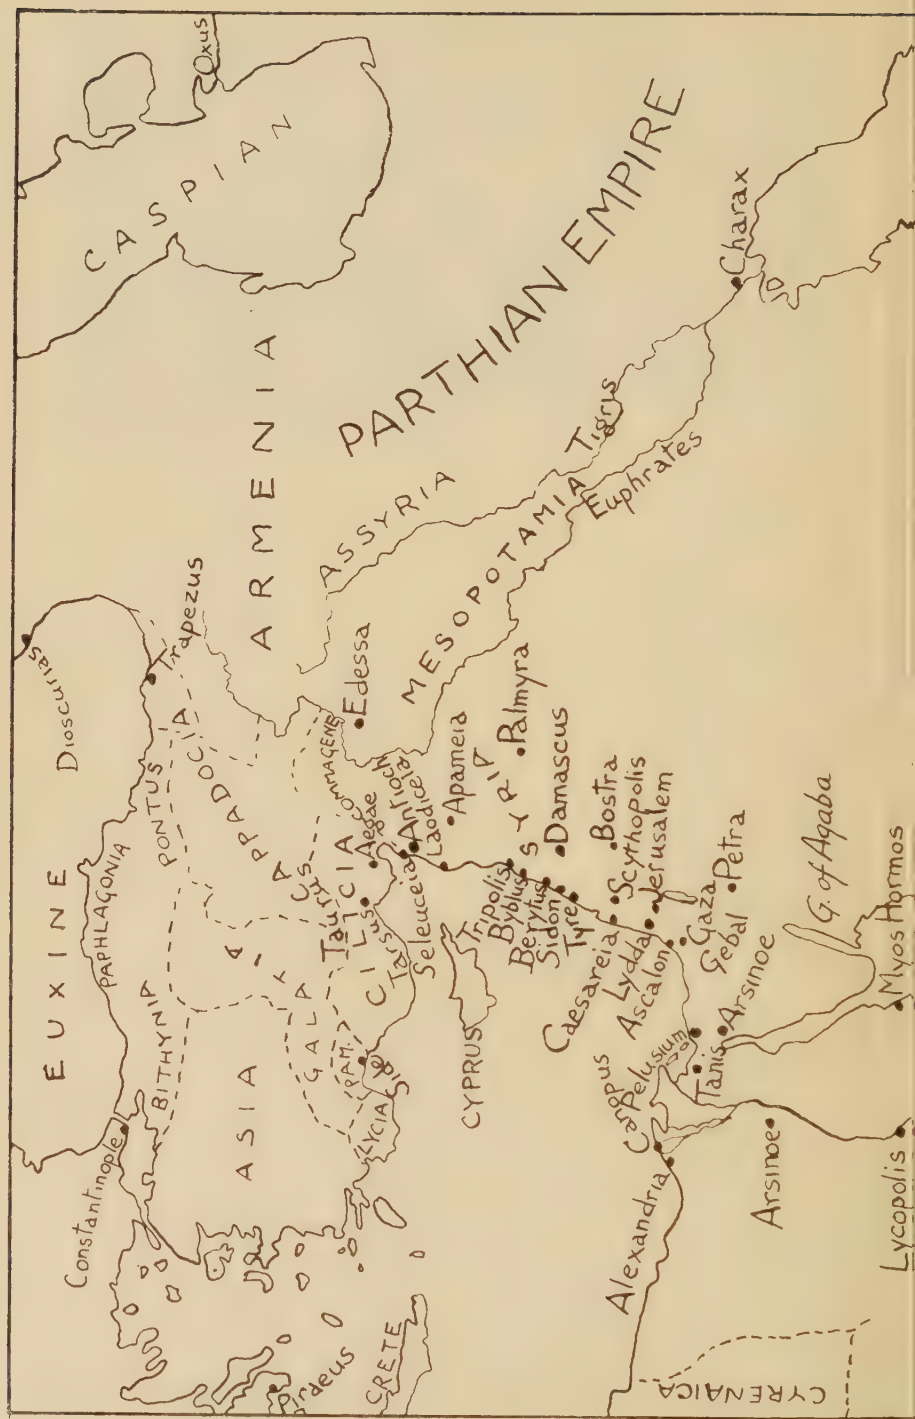 EUXINE
CASPIAN
Oxus
Dioscurias
Constantinople
BITHYNIA
PAPHLAGONIA
PONTUS
Trapezus
ARMENIA
PARTHIAN EMPIRE
ASIA
GALATIA
CAPPADOCIA
COMMAGENE
ASSYRIA
Tigris
MESOPOTAMIA
Euphrates
Charax
Piraeus
CRETE
LYCIA
PAM.
Side
CILICIA
Taurus
Tarsus
Aegae
Edessa
Antioch
Seleuceia
Laodiceia
Apameia
CYPRUS
SYRIA
Palmyra
Tripolis
Byblus
Berytus
Sidon
Tyre
Damascus
Caesareia
Bostra
Scythopolis
Lydda
Jerusalem
Ascalon
Gaza
Gebal
Petra
Canopus
Pelusium
Tanis
Arsinoe
G. of Aqaba
Alexandria
Arsinoe
Lycopolis
Myos Hormos
CYRENAICA